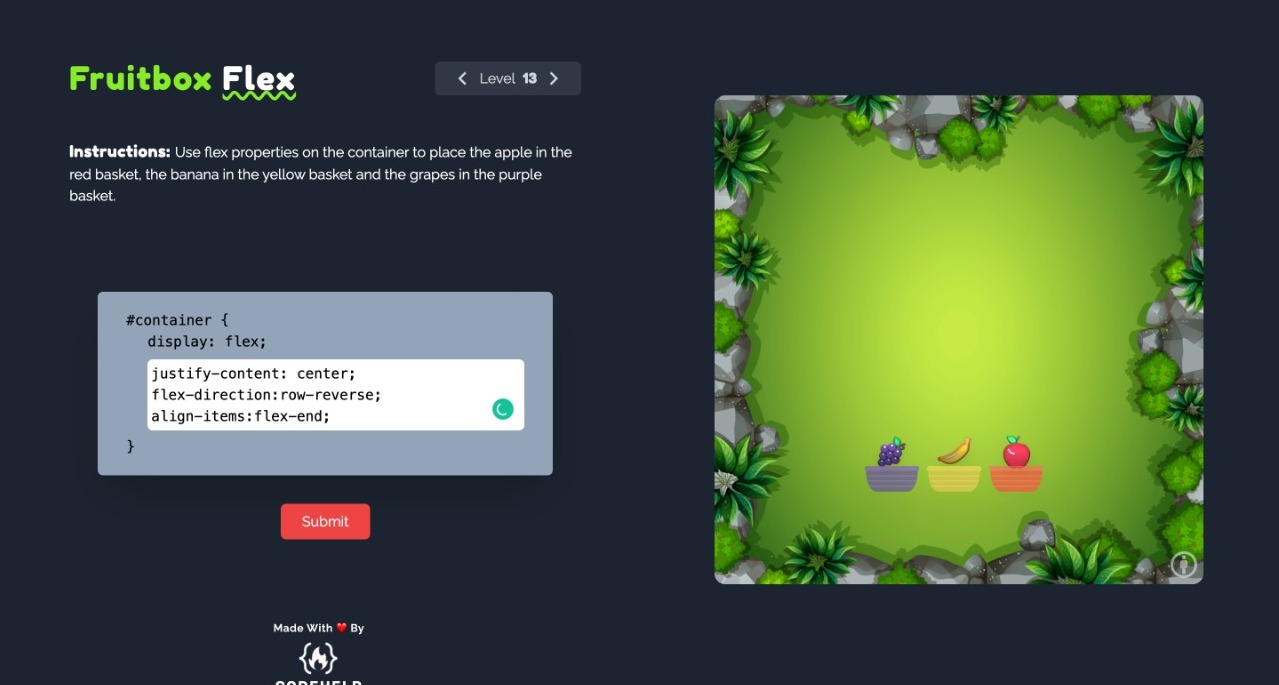 Fruitbox Flex
Level 13
Instructions: Use flex properties on the container to place the apple in the
red basket, the banana in the yellow basket and the grapes in the purple
basket.
#container {
display: flex;
justify-content: center;
flex-direction:row-reverse;
align-items:flex-end;
}
Submit
Made With ❤️ By
CODEHELP